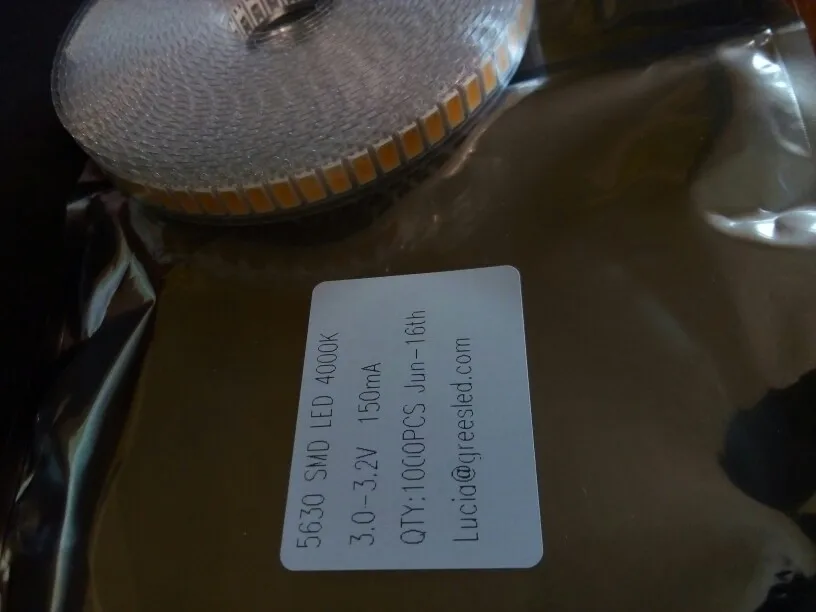 5630 SMD LED 4000K
3.0-3.2V 150mA
QTY:1000PCS Jun-16th
Lucia@greesled.com